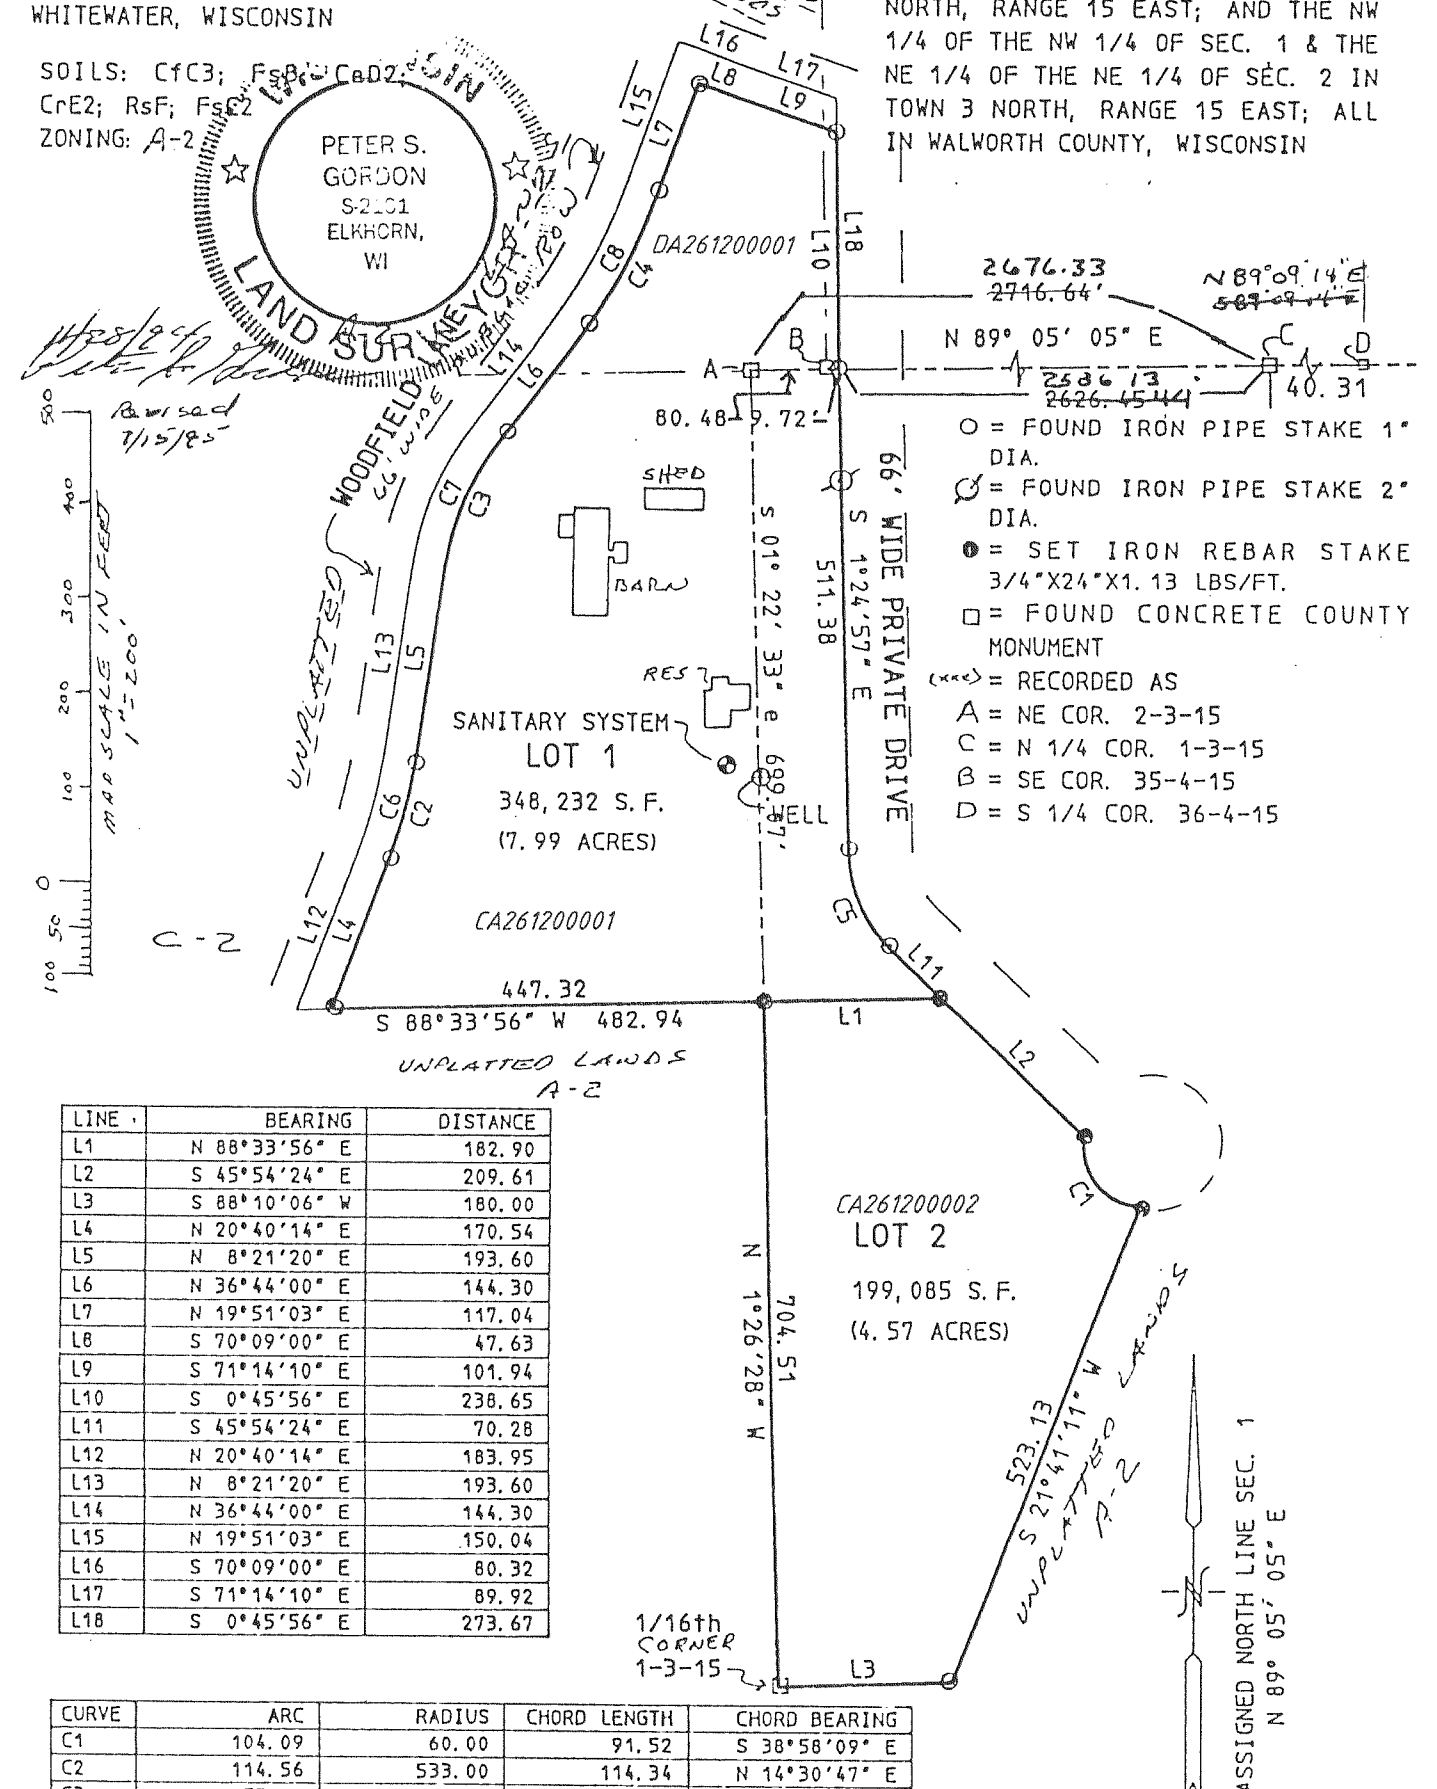 WHITEWATER, WISCONSIN
SOILS: CfC3; FsB; CaD2;
CrE2; RsF; FsC2
ZONING: A-2
PETER S.
GORDON
ELKHORN,
WI
LAND SURVEYOR
Revised
NORTH, RANGE 15 EAST; AND THE NW
1/4 OF THE NW 1/4 OF SEC. 1 & THE
NE 1/4 OF THE NE 1/4 OF SEC. 2 IN
TOWN 3 NORTH, RANGE 15 EAST; ALL
IN WALWORTH COUNTY, WISCONSIN
L16
L17
L8
L9
L15
L7
L10
L18
DA261200001
C8
C4
2676.33
2716.64'
N 89°09'14" E
N 89° 05' 05" E
A
B
C
D
80.48
9.72
2586.13
40.31
L14
L6
WOODFIELD
66' WIDE
C7
C3
SHED
BARN
RES
L13
L5
UNPLATTED
S 01° 22' 33" e 699.87'
S 1°24'57" E
511.38
66' WIDE PRIVATE DRIVE
O = FOUND IRON PIPE STAKE 1"
DIA.
Ø = FOUND IRON PIPE STAKE 2"
DIA.
● = SET IRON REBAR STAKE
3/4"X24"X1.13 LBS/FT.
□ = FOUND CONCRETE COUNTY
MONUMENT
(xxx) = RECORDED AS
A = NE COR. 2-3-15
C = N 1/4 COR. 1-3-15
B = SE COR. 35-4-15
D = S 1/4 COR. 36-4-15
500
400
300
200
100
0
50
100
MAP SCALE IN FEET
1"=200'
SANITARY SYSTEM
LOT 1
348,232 S.F.
(7.99 ACRES)
WELL
C6
C2
C5
L12
L4
L11
CA261200001
C-2
447.32
S 88°33'56" W 482.94
L1
L2
UNPLATTED LANDS
A-2
C1
CA261200002
LOT 2
199,085 S.F.
(4.57 ACRES)
N 1°26'28" W
704.51
523.13
S 21°41'11" W
UNPLATTED LANDS
A-2
LINE BEARING DISTANCE
L1 N 88°33'56" E 182.90
L2 S 45°54'24" E 209.61
L3 S 88°10'06" W 180.00
L4 N 20°40'14" E 170.54
L5 N 8°21'20" E 193.60
L6 N 36°44'00" E 144.30
L7 N 19°51'03" E 117.04
L8 S 70°09'00" E 47.63
L9 S 71°14'10" E 101.94
L10 S 0°45'56" E 238.65
L11 S 45°54'24" E 70.28
L12 N 20°40'14" E 183.95
L13 N 8°21'20" E 193.60
L14 N 36°44'00" E 144.30
L15 N 19°51'03" E 150.04
L16 S 70°09'00" E 80.32
L17 S 71°14'10" E 89.92
L18 S 0°45'56" E 273.67
1/16th
CORNER
1-3-15
L3
ASSIGNED NORTH LINE SEC. 1
N 89° 05' 05" E
CURVE ARC RADIUS CHORD LENGTH CHORD BEARING
C1 104.09 60.00 91.52 S 38°58'09" E
C2 114.56 533.00 114.34 N 14°30'47" E